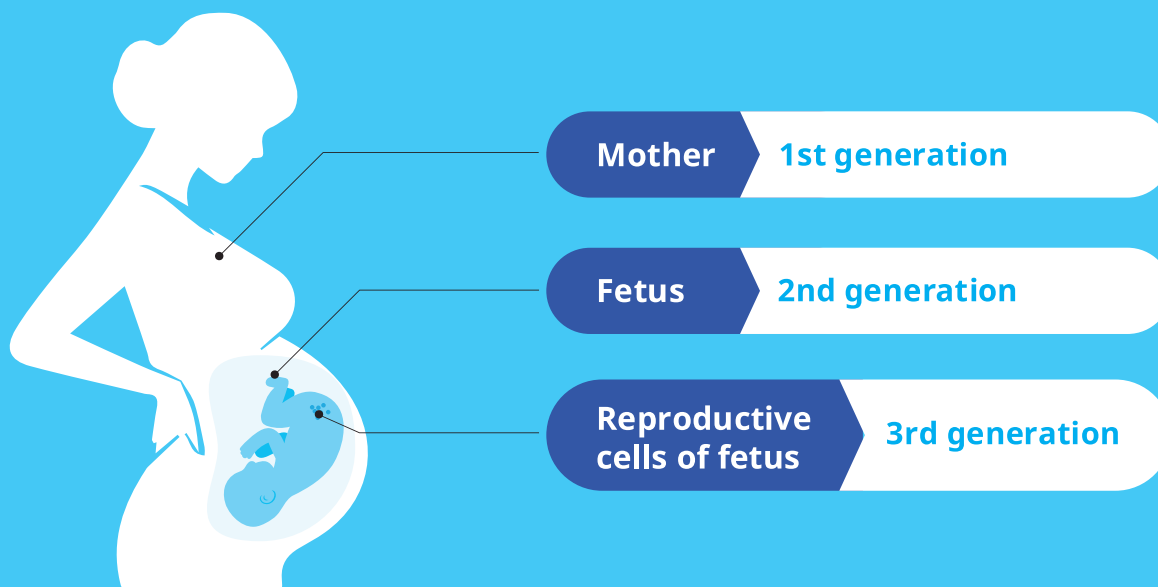 Mother
1st generation
Fetus
2nd generation
Reproductive
cells of fetus
3rd generation